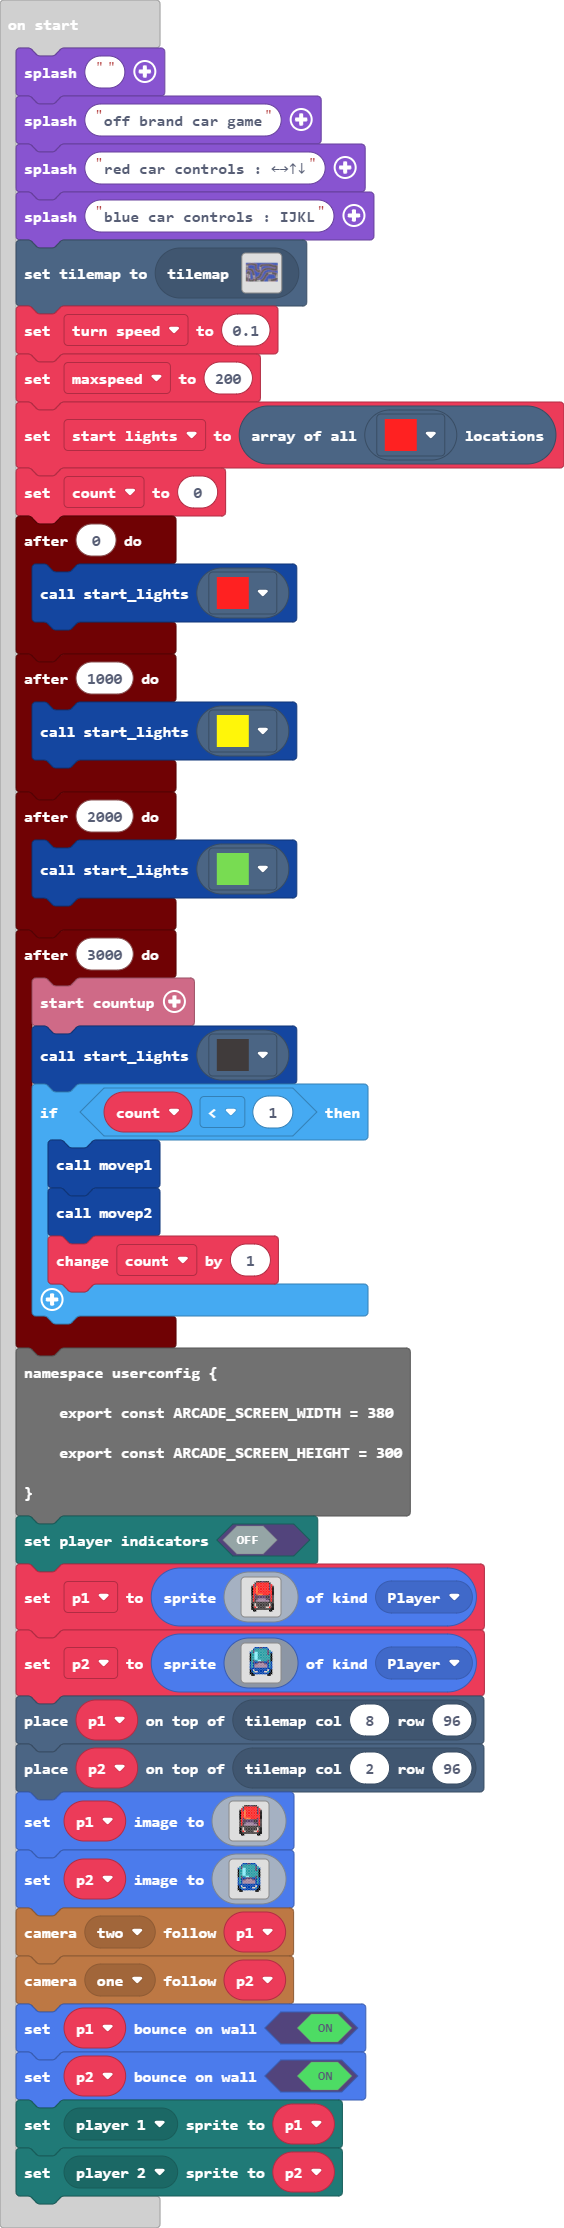 on start
splash " "
splash "off brand car game"
splash "red car controls : ↔↑↓"
splash "blue car controls : IJKL"
set tilemap to tilemap
set turn speed to 0.1
set maxspeed to 200
set start lights to array of all locations
set count to 0
after 0 do
call start_lights
after 1000 do
call start_lights
after 2000 do
call start_lights
after 3000 do
start countup
call start_lights
if count < 1 then
call movep1
call movep2
change count by 1
namespace userconfig {
export const ARCADE_SCREEN_WIDTH = 380
export const ARCADE_SCREEN_HEIGHT = 300
}
set player indicators OFF
set p1 to sprite of kind Player
set p2 to sprite of kind Player
place p1 on top of tilemap col 8 row 96
place p2 on top of tilemap col 2 row 96
set p1 image to
set p2 image to
camera two follow p1
camera one follow p2
set p1 bounce on wall ON
set p2 bounce on wall ON
set player 1 sprite to p1
set player 2 sprite to p2